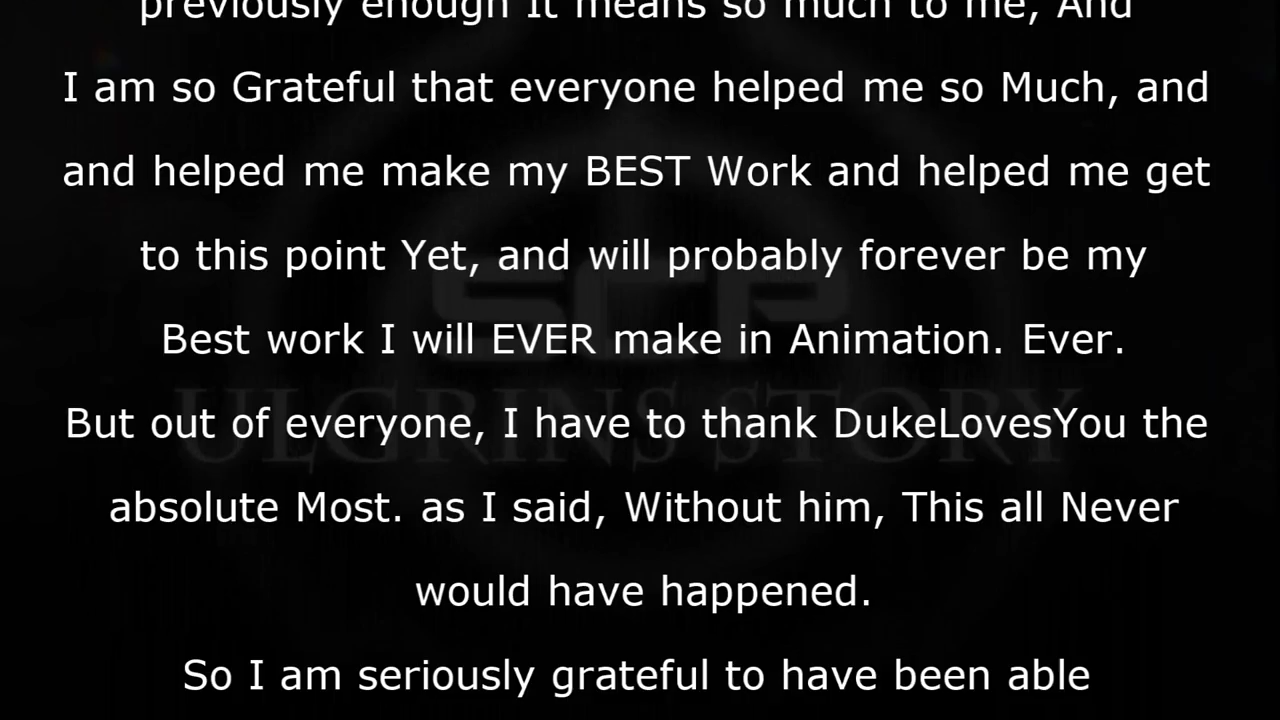 previously enough It means so much to me, And
I am so Grateful that everyone helped me so Much, and
and helped me make my BEST Work and helped me get
to this point Yet, and will probably forever be my
Best work I will EVER make in Animation. Ever.
But out of everyone, I have to thank DukeLovesYou the
absolute Most. as I said, Without him, This all Never
would have happened.
So I am seriously grateful to have been able
SCP
ULGRINS STORY